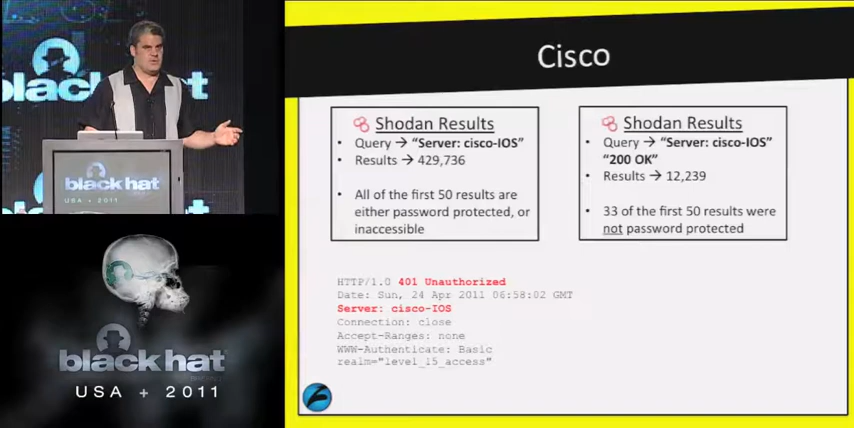 black hat
black hat
USA + 2011
black hat
USA + 2011
Cisco
Shodan Results
• Query → “Server: cisco-IOS”
• Results → 429,736
• All of the first 50 results are
either password protected, or
inaccessible
Shodan Results
• Query → “Server: cisco-IOS”
“200 OK”
• Results → 12,239
• 33 of the first 50 results were
not password protected
HTTP/1.0 401 Unauthorized
Date: Sun, 24 Apr 2011 06:58:02 GMT
Server: cisco-IOS
Connection: close
Accept-Ranges: none
WWW-Authenticate: Basic
realm="level_15_access"